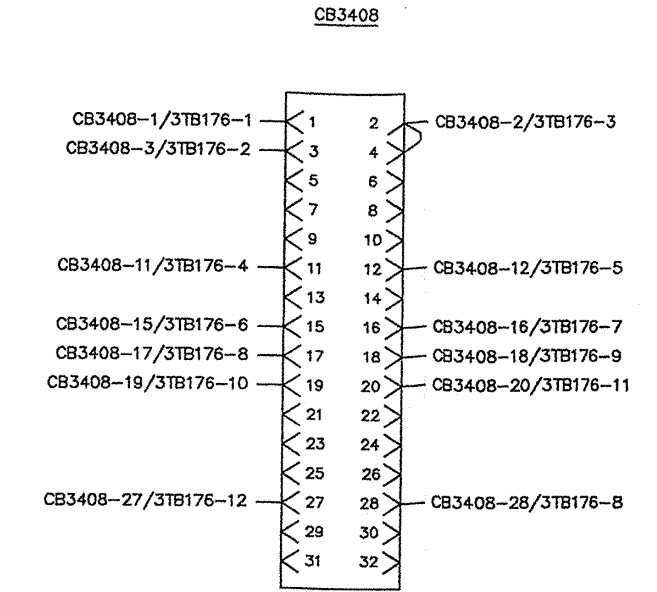 CB3408
CB3408-1/3TB176-1 1 2 CB3408-2/3TB176-3
CB3408-3/3TB176-2 3 4
5 6
7 8
9 10
CB3408-11/3TB176-4 11 12 CB3408-12/3TB176-5
13 14
CB3408-15/3TB176-6 15 16 CB3408-16/3TB176-7
CB3408-17/3TB176-8 17 18 CB3408-18/3TB176-9
CB3408-19/3TB176-10 19 20 CB3408-20/3TB176-11
21 22
23 24
25 26
CB3408-27/3TB176-12 27 28 CB3408-28/3TB176-8
29 30
31 32